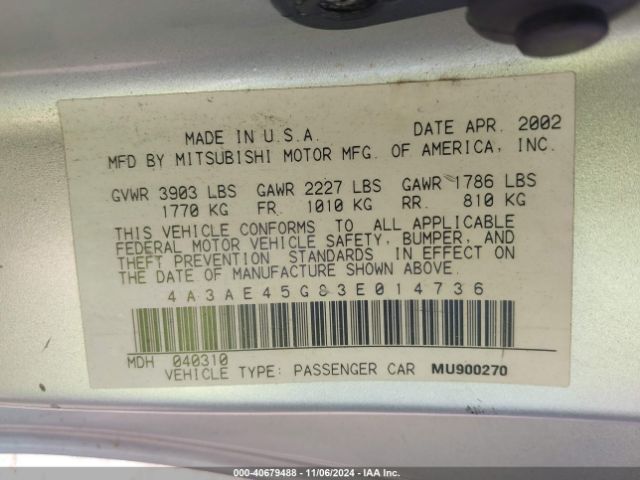 MADE IN U.S.A. DATE APR. 2002
MFD BY MITSUBISHI MOTOR MFG. OF AMERICA, INC.
GVWR 3903 LBS GAWR 2227 LBS GAWR 1786 LBS
1770 KG FR. 1010 KG RR. 810 KG
THIS VEHICLE CONFORMS TO ALL APPLICABLE
FEDERAL MOTOR VEHICLE SAFETY, BUMPER, AND
THEFT PREVENTION STANDARDS IN EFFECT ON
THE DATE OF MANUFACTURE SHOWN ABOVE.
4A3AE45G83E014736
MDH 040310
VEHICLE TYPE: PASSENGER CAR MU900270
000-40679488 - 11/06/2024 - IAA Inc.